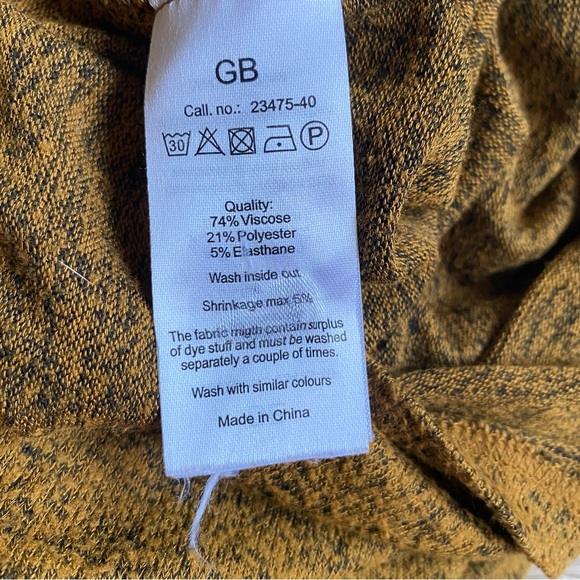 GB
Call. no.: 23475-40
30 P
Quality:
74% Viscose
21% Polyester
5% Elasthane
Wash inside out
Shrinkage max 5%
The fabric migth contain surplus
of dye stuff and must be washed
separately a couple of times.
Wash with similar colours
Made in China